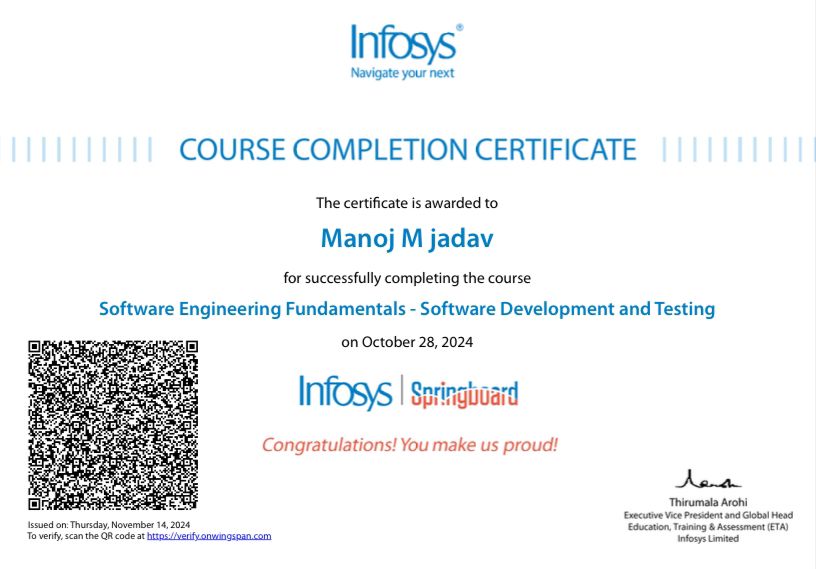 Infosys®
Navigate your next
COURSE COMPLETION CERTIFICATE
The certificate is awarded to
Manoj M jadav
for successfully completing the course
Software Engineering Fundamentals - Software Development and Testing
on October 28, 2024
Infosys | Springboard
Congratulations! You make us proud!
Thirumala Arohi
Executive Vice President and Global Head
Education, Training & Assessment (ETA)
Infosys Limited
Issued on: Thursday, November 14, 2024
To verify, scan the QR code at https://verify.onwingspan.com